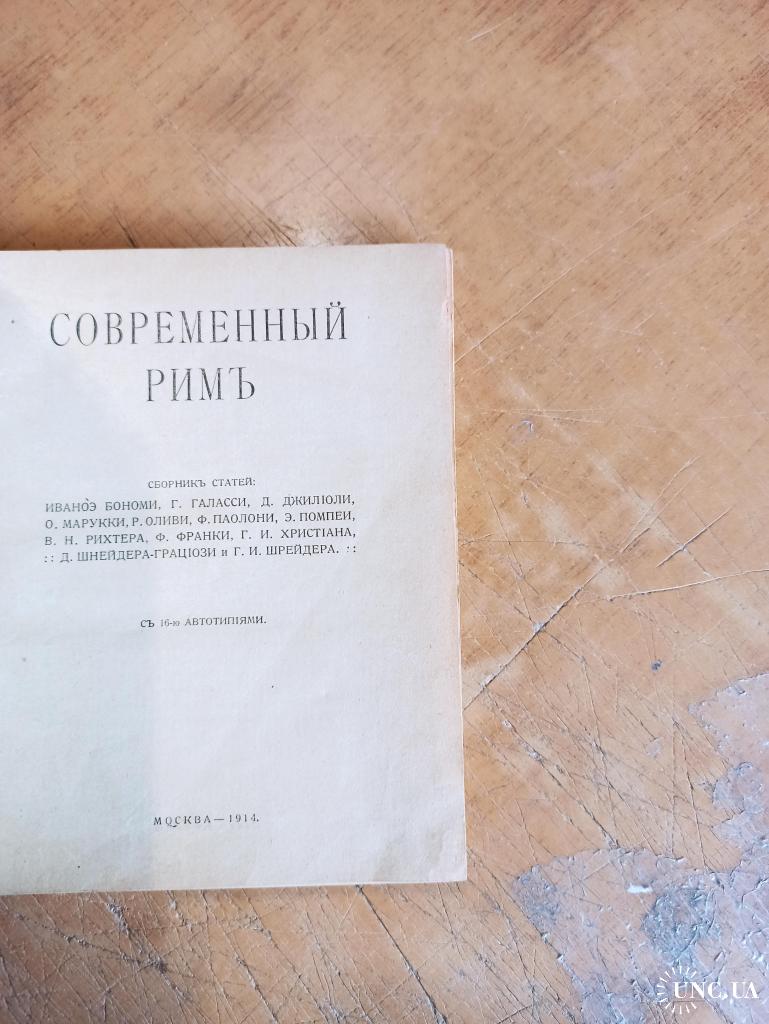 СОВРЕМЕННЫЙ
РИМЪ
СБОРНИКЪ СТАТЕЙ:
ИВАНОЭ БОНОМИ, Г. ГАЛАССИ, Д. ДЖИЛІОЛИ,
О. МАРУККИ, Р. ОЛИВИ, Ф. ПАОЛОНИ, Э. ПОМПЕИ,
В. Н. РИХТЕРА, Ф. ФРАНКИ, Г. И. ХРИСТІАНА,
:: Д. ШНЕЙДЕРА-ГРАЦІОЗИ и Г. И. ШРЕЙДЕРА. ::
СЪ 16-ю АВТОТИПІЯМИ.
МОСКВА — 1914.
UNC.UA